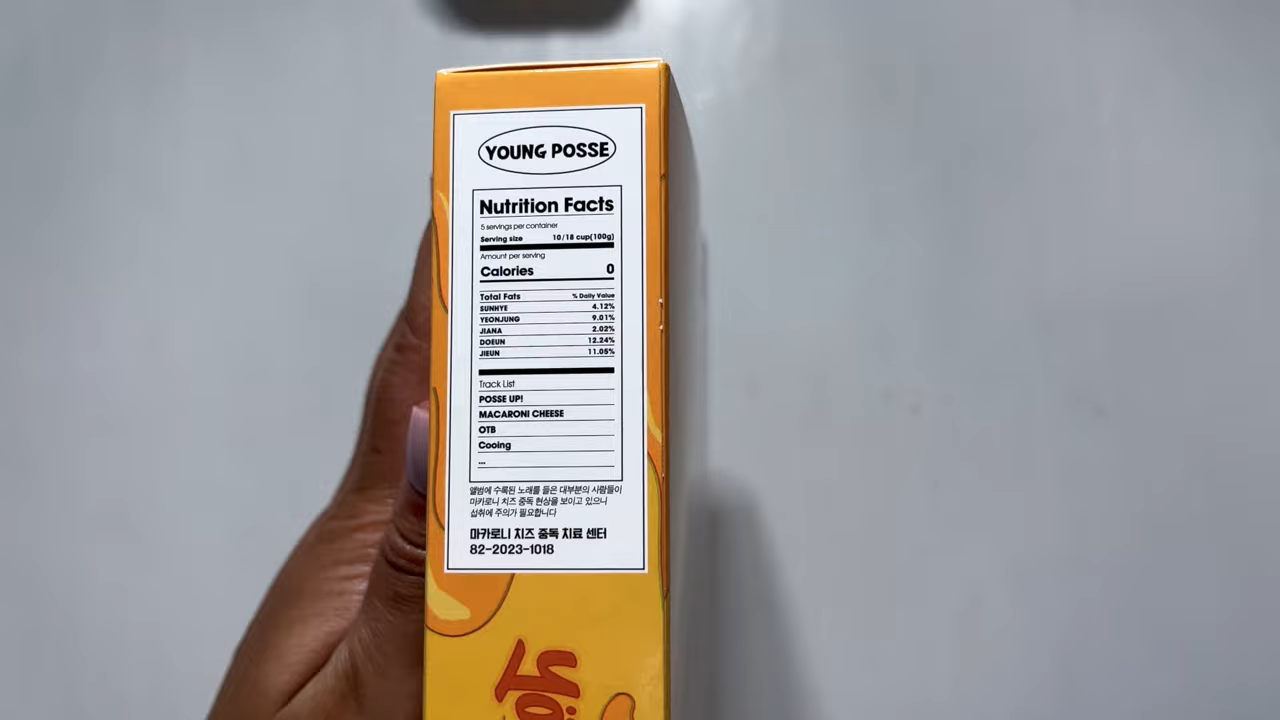 YOUNG POSSE
Nutrition Facts
5 servings per container
Serving size 10/18 cup(100g)
Amount per serving
Calories 0
Total Fats % Daily Value
SUNHYE 4.12%
YEONJUNG 9.01%
JIANA 2.02%
DOEUN 12.24%
JIEUN 11.05%
Track List
POSSE UP!
MACARONI CHEESE
OTB
Cooing
...
앨범에 수록된 노래를 들은 대부분의 사람들이
마카로니 치즈 중독 현상을 보이고 있으니
섭취에 주의가 필요합니다
마카로니 치즈 중독 치료 센터
82-2023-1018